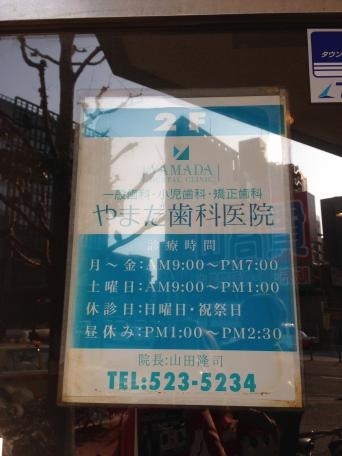 2F
YAMADA
DENTAL CLINIC
一般歯科・小児歯科・矯正歯科
やまだ歯科医院
診療時間
月～金:AM9:00～PM7:00
土曜日:AM9:00～PM1:00
休診日:日曜日・祝祭日
昼休み:PM1:00～PM2:30
院長:山田隆司
TEL:523-5234
タウン